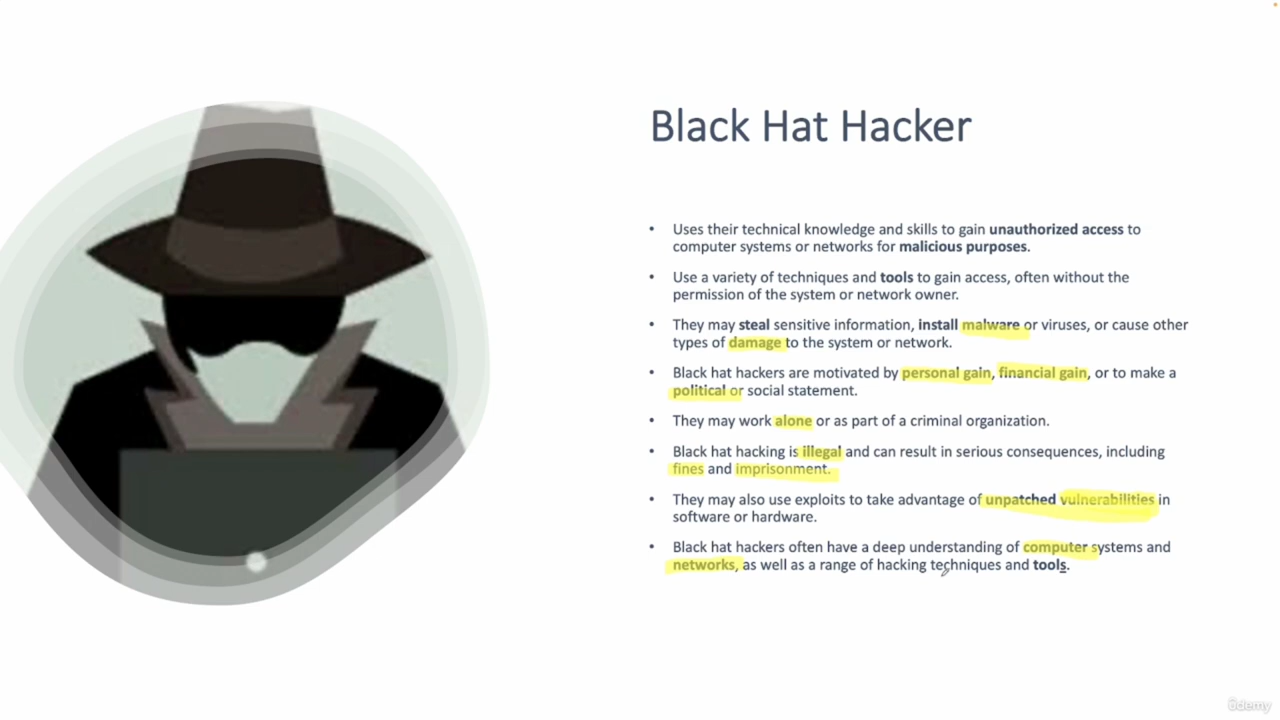 Black Hat Hacker
• Uses their technical knowledge and skills to gain unauthorized access to
computer systems or networks for malicious purposes.
• Use a variety of techniques and tools to gain access, often without the
permission of the system or network owner.
• They may steal sensitive information, install malware or viruses, or cause other
types of damage to the system or network.
• Black hat hackers are motivated by personal gain, financial gain, or to make a
political or social statement.
• They may work alone or as part of a criminal organization.
• Black hat hacking is illegal and can result in serious consequences, including
fines and imprisonment.
• They may also use exploits to take advantage of unpatched vulnerabilities in
software or hardware.
• Black hat hackers often have a deep understanding of computer systems and
networks, as well as a range of hacking techniques and tools.
ûdemy